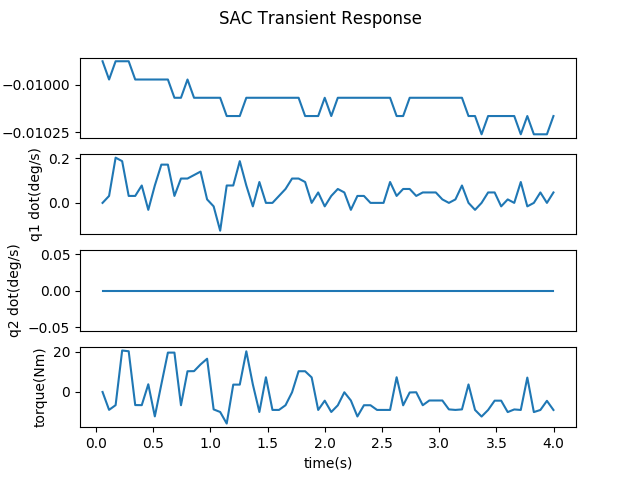 SAC Transient Response
−0.01000
−0.01025
q1 dot(deg/s)
0.2
0.0
q2 dot(deg/s)
0.05
0.00
−0.05
torque(Nm)
20
0
0.0 0.5 1.0 1.5 2.0 2.5 3.0 3.5 4.0
time(s)